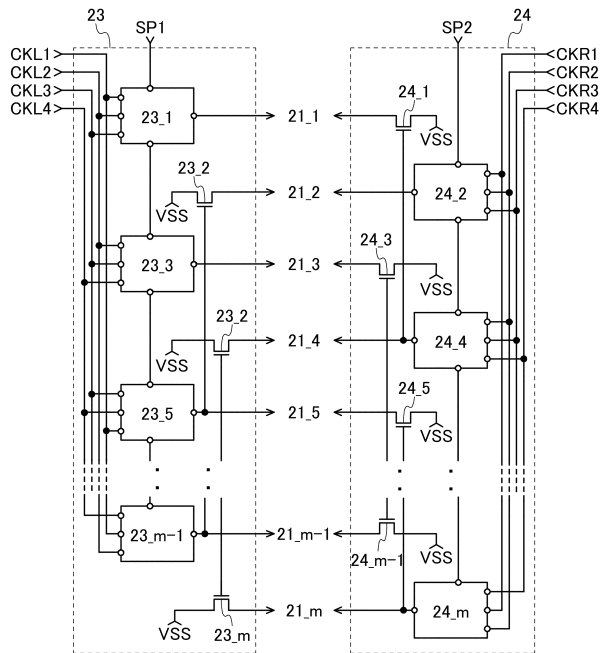 23 SP1 SP2 24
CKL1 CKR1
CKL2 CKR2
CKL3 CKR3
CKL4 CKR4
23_1 21_1 24_1 VSS
23_2 VSS 21_2 24_2
23_3 21_3 24_3 VSS
23_2 VSS 21_4 24_4
23_5 21_5 24_5 VSS
23_m-1 21_m-1 24_m-1 VSS
VSS 23_m 21_m 24_m